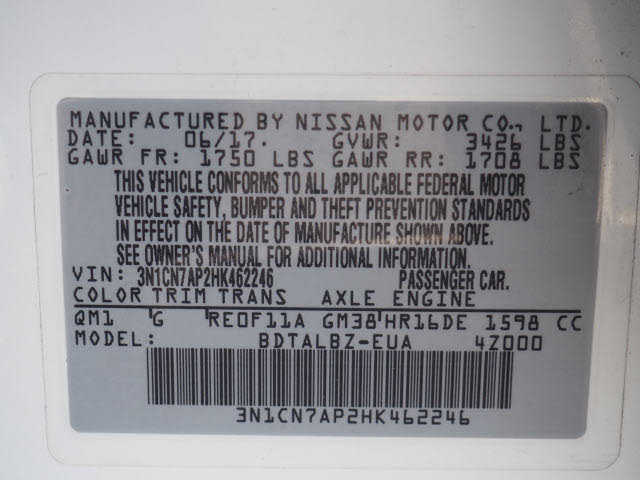 MANUFACTURED BY NISSAN MOTOR CO., LTD.
DATE: 06/17. GVWR: 3426 LBS
GAWR FR: 1750 LBS GAWR RR: 1708 LBS
THIS VEHICLE CONFORMS TO ALL APPLICABLE FEDERAL MOTOR
VEHICLE SAFETY, BUMPER AND THEFT PREVENTION STANDARDS
IN EFFECT ON THE DATE OF MANUFACTURE SHOWN ABOVE.
SEE OWNER'S MANUAL FOR ADDITIONAL INFORMATION.
VIN: 3N1CN7AP2HK462246 PASSENGER CAR.
COLOR TRIM TRANS AXLE ENGINE
QM1 G RE0F11A GM38 HR16DE 1598 CC
MODEL: BDTALBZ-EUA 4Z000
3N1CN7AP2HK462246